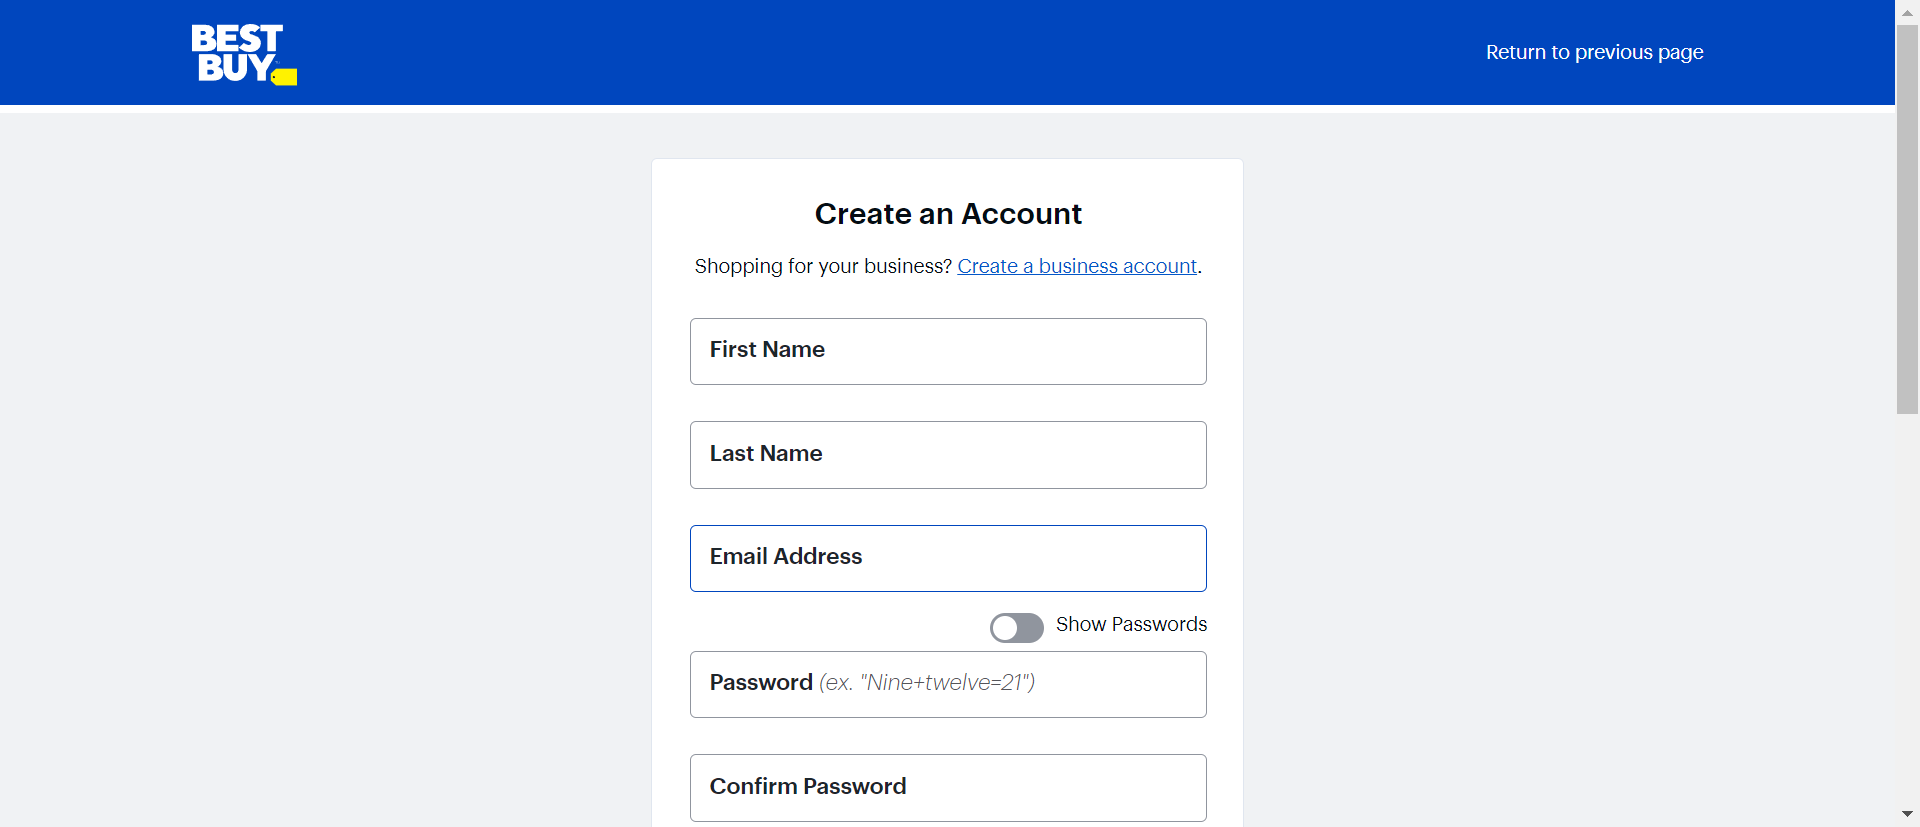 BEST
BUY
Return to previous page
Create an Account
Shopping for your business? Create a business account.
First Name
Last Name
Email Address
Show Passwords
Password (ex. "Nine+twelve=21")
Confirm Password